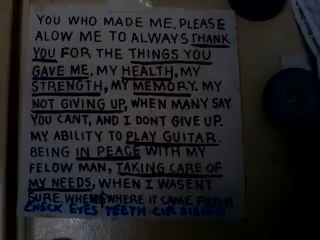 YOU WHO MADE ME, PLEASE
ALOW ME TO ALWAYS THANK
YOU FOR THE THINGS YOU
GAVE ME. MY HEALTH, MY
STRENGTH, MY MEMORY. MY
NOT GIVING UP, WHEN MANY SAY
YOU CANT, AND I DONT GIVE UP.
MY ABILITY TO PLAY GUITAR.
BEING IN PEACE WITH MY
FELOW MAN, TAKING CARE OF
MY NEEDS, WHEN I WASENT
SURE WHEN WHERE IT CAME FROM
CHECK EYES TEETH